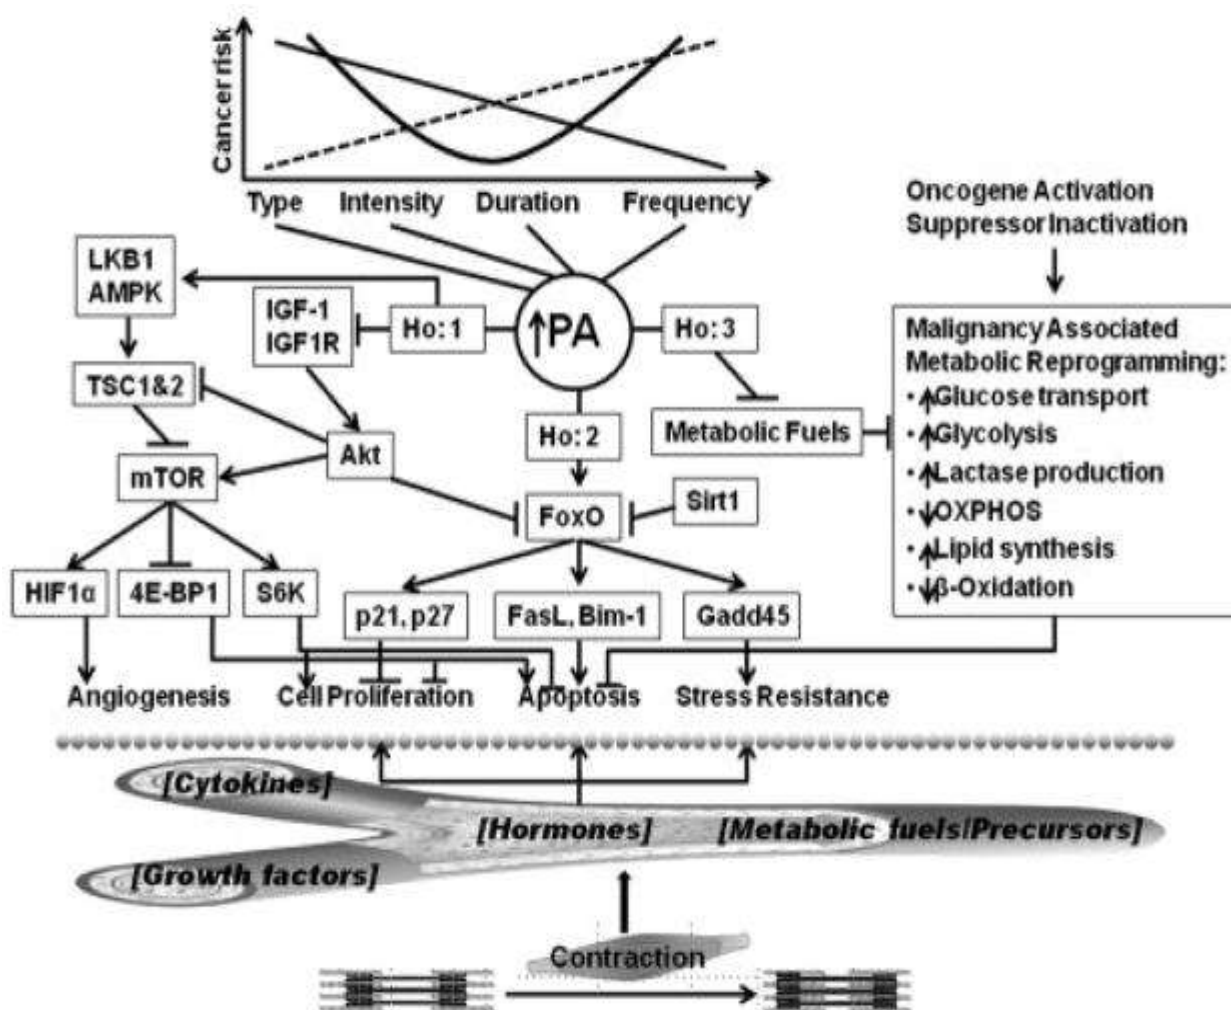 Cancer risk
Type Intensity Duration Frequency
Oncogene Activation
Suppressor Inactivation
LKB1
AMPK
IGF-1
IGF1R
Ho: 1
↑PA
Ho: 3
Malignancy Associated
Metabolic Reprogramming:
• ↑Glucose transport
• ↑Glycolysis
• ↑Lactase production
• ↓OXPHOS
• ↑Lipid synthesis
• ↓β-Oxidation
TSC1&2
Ho: 2
Metabolic Fuels
Akt
mTOR
Sirt1
FoxO
HIF1α
4E-BP1
S6K
p21, p27
FasL, Bim-1
Gadd45
Angiogenesis
Cell Proliferation
Apoptosis
Stress Resistance
[Cytokines]
[Hormones]
[Metabolic fuels/Precursors]
[Growth factors]
Contraction